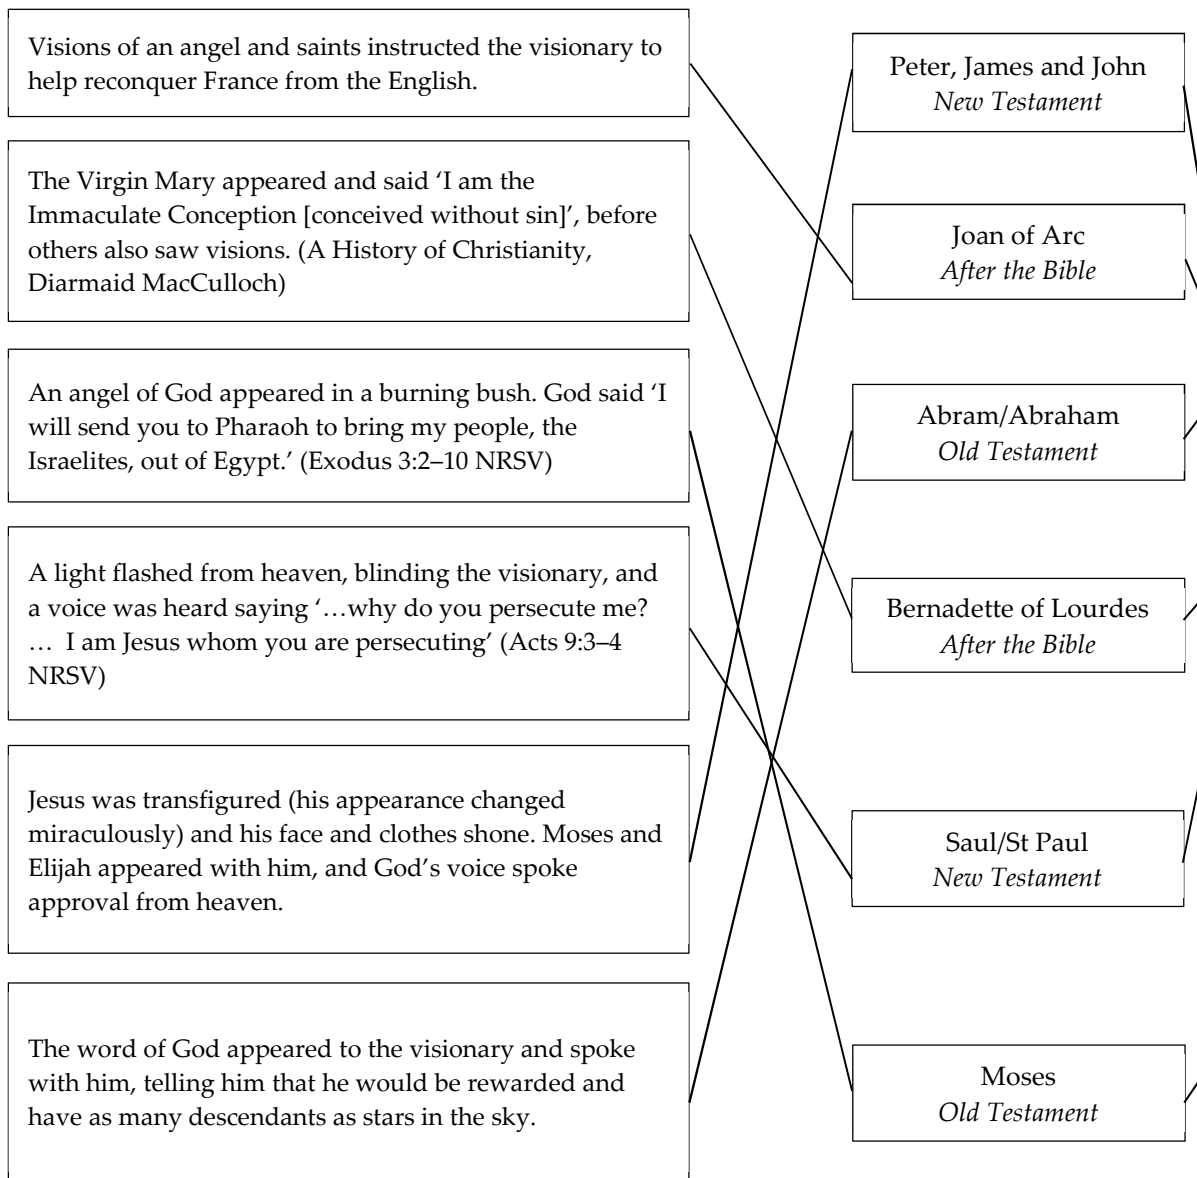 Visions of an angel and saints instructed the visionary to
help reconquer France from the English.
The Virgin Mary appeared and said ‘I am the
Immaculate Conception [conceived without sin]’, before
others also saw visions. (A History of Christianity,
Diarmaid MacCulloch)
An angel of God appeared in a burning bush. God said ‘I
will send you to Pharaoh to bring my people, the
Israelites, out of Egypt.’ (Exodus 3:2–10 NRSV)
A light flashed from heaven, blinding the visionary, and
a voice was heard saying ‘…why do you persecute me?
… I am Jesus whom you are persecuting’ (Acts 9:3–4
NRSV)
Jesus was transfigured (his appearance changed
miraculously) and his face and clothes shone. Moses and
Elijah appeared with him, and God’s voice spoke
approval from heaven.
The word of God appeared to the visionary and spoke
with him, telling him that he would be rewarded and
have as many descendants as stars in the sky.
Peter, James and John
New Testament
Joan of Arc
After the Bible
Abram/Abraham
Old Testament
Bernadette of Lourdes
After the Bible
Saul/St Paul
New Testament
Moses
Old Testament